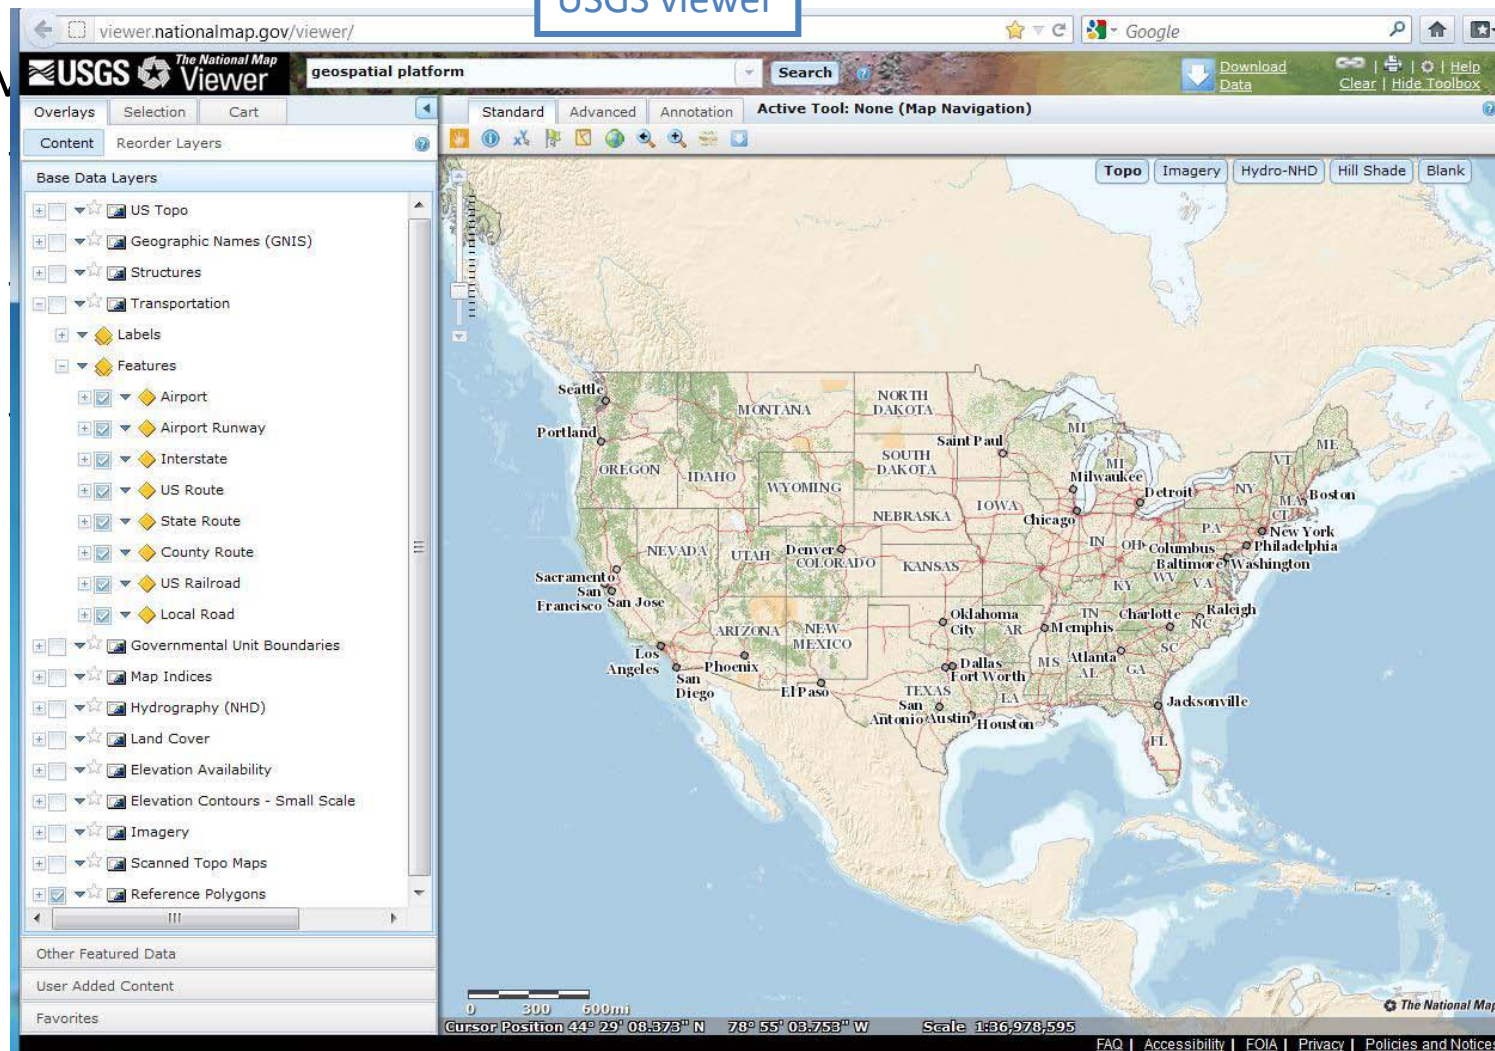 USGS viewer
viewer.nationalmap.gov/viewer/
Google
USGS The National Map Viewer
geospatial platform
Search
Download Data
Help
Clear | Hide Toolbox
Overlays Selection Cart
Standard Advanced Annotation Active Tool: None (Map Navigation)
Content Reorder Layers
Base Data Layers
Topo Imagery Hydro-NHD Hill Shade Blank
US Topo
Geographic Names (GNIS)
Structures
Transportation
Labels
Features
Airport
Airport Runway
Interstate
US Route
State Route
County Route
US Railroad
Local Road
Governmental Unit Boundaries
Map Indices
Hydrography (NHD)
Land Cover
Elevation Availability
Elevation Contours - Small Scale
Imagery
Scanned Topo Maps
Reference Polygons
Other Featured Data
User Added Content
Favorites
Seattle
MONTANA
NORTH DAKOTA
Portland
Saint Paul
MI
ME
OREGON
IDAHO
SOUTH DAKOTA
MI
VT
WYOMING
Milwaukee
Detroit
NY
MA
Boston
NEBRASKA
IOWA
Chicago
CT
PA
New York
NEVADA
UTAH
Denver
COLORADO
KANSAS
IN
OH
Columbus
Philadelphia
Baltimore
Washington
Sacramento
San Francisco
San Jose
KY
WV
VA
Oklahoma City
TN
Charlotte
Raleigh
NC
ARIZONA
NEW MEXICO
AR
Memphis
SC
Los Angeles
Phoenix
San Diego
El Paso
Dallas
Fort Worth
MS
Atlanta
AL
GA
TEXAS
LA
San Antonio
Austin
Houston
Jacksonville
FL
0 300 600mi
The National Map
Cursor Position 44° 29' 08.373" N 78° 55' 03.753" W Scale 1:36,978,595
FAQ | Accessibility | FOIA | Privacy | Policies and Notices